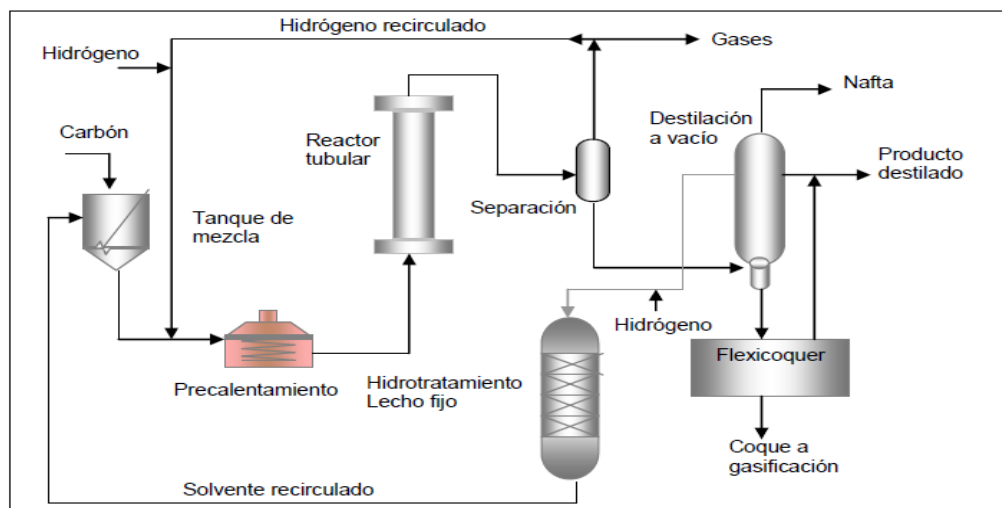 Hidrógeno recirculado
Gases
Hidrógeno
Nafta
Carbón
Reactor
tubular
Destilación
a vacío
Producto
destilado
Separación
Tanque de
mezcla
Hidrógeno
Flexicoquer
Precalentamiento
Hidrotratamiento
Lecho fijo
Coque a
gasificación
Solvente recirculado